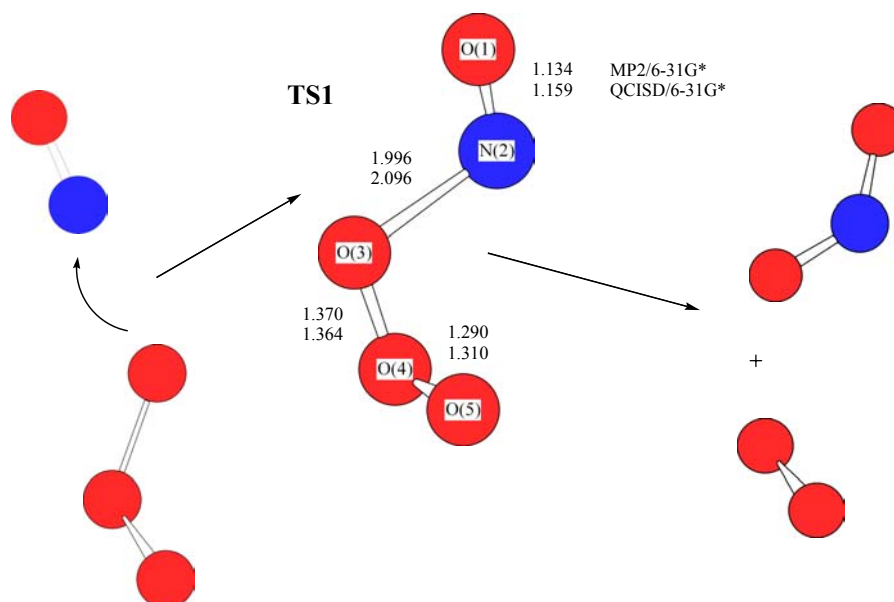 O(1)
1.134 MP2/6-31G*
1.159 QCISD/6-31G*
TS1
N(2)
1.996
2.096
O(3)
1.370
1.364
1.290
1.310
O(4)
O(5)
+